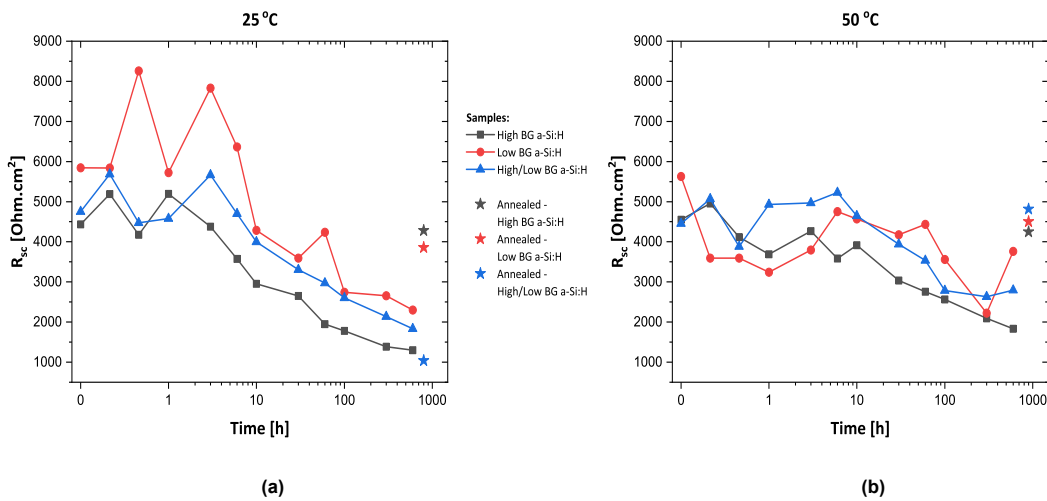 25 °C
9000
8000
7000
6000
5000
4000
3000
2000
1000
R_sc [Ohm.cm²]
0
1
10
100
1000
Time [h]
(a)
Samples:
High BG a-Si:H
Low BG a-Si:H
High/Low BG a-Si:H
Annealed -
High BG a-Si:H
Annealed -
Low BG a-Si:H
Annealed -
High/Low BG a-Si:H
50 °C
9000
8000
7000
6000
5000
4000
3000
2000
1000
R_sc [Ohm.cm²]
0
1
10
100
1000
Time [h]
(b)